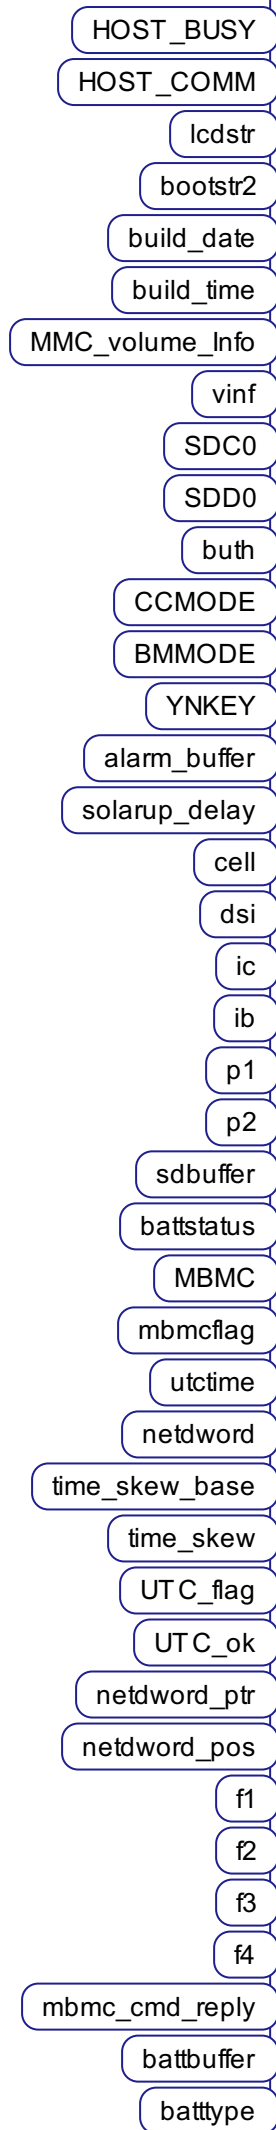 HOST_BUSY
HOST_COMM
lcdstr
bootstr2
build_date
build_time
MMC_volume_Info
vinf
SDC0
SDD0
buth
CCMODE
BMMODE
YNKEY
alarm_buffer
solarup_delay
cell
dsi
ic
ib
p1
p2
sdbuffer
battstatus
MBMC
mbmcflag
utctime
netdword
time_skew_base
time_skew
UTC_flag
UTC_ok
netdword_ptr
netdword_pos
f1
f2
f3
f4
mbmc_cmd_reply
battbuffer
batttype